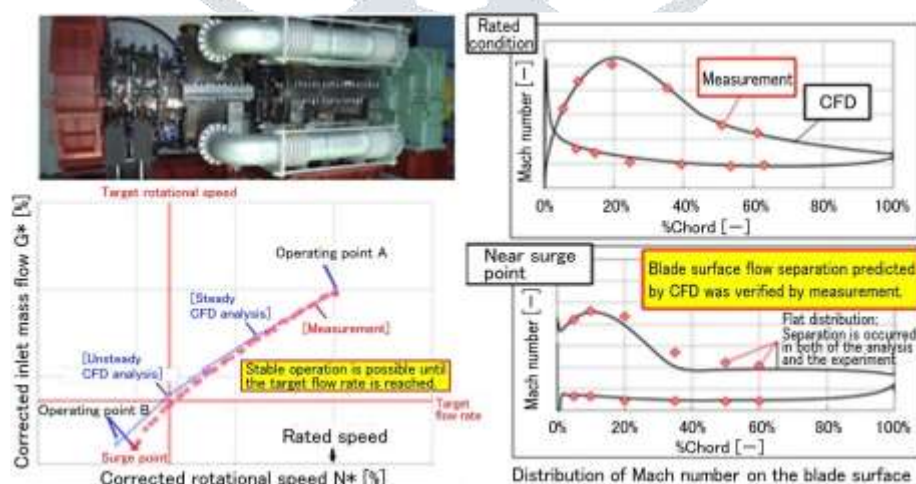 Target rotational speed
Corrected inlet mass flow G* [%]
Operating point A
[Steady
CFD analysis]
[Measurement]
[Unsteady
CFD analysis]
Stable operation is possible until
the target flow rate is reached.
Operating point B
Target
flow rate
Surge point
Rated speed
Corrected rotational speed N* [%]
Rated
condition
Measurement
CFD
Mach number [—]
0% 20% 40% 60% 80% 100%
%Chord [—]
Near surge
point
Blade surface flow separation predicted
by CFD was verified by measurement.
Flat distribution:
Separation is occurred
in both of the analysis
and the experiment
Mach number [—]
0% 20% 40% 60% 80% 100%
%Chord [—]
Distribution of Mach number on the blade surface